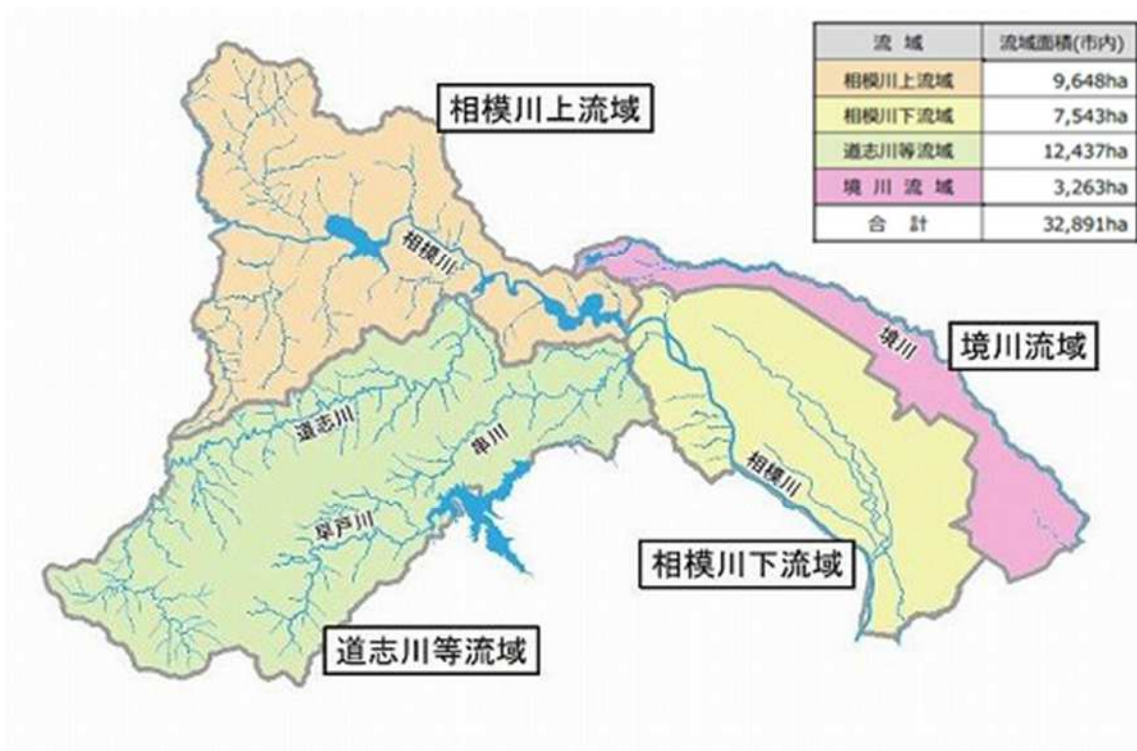 流 域 流域面積(市内)
相模川上流域 9,648ha
相模川下流域 7,543ha
道志川等流域 12,437ha
境 川 流 域 3,263ha
合 計 32,891ha
相模川上流域
相模川
境川
境川流域
道志川
串川
相模川
早戸川
相模川下流域
道志川等流域